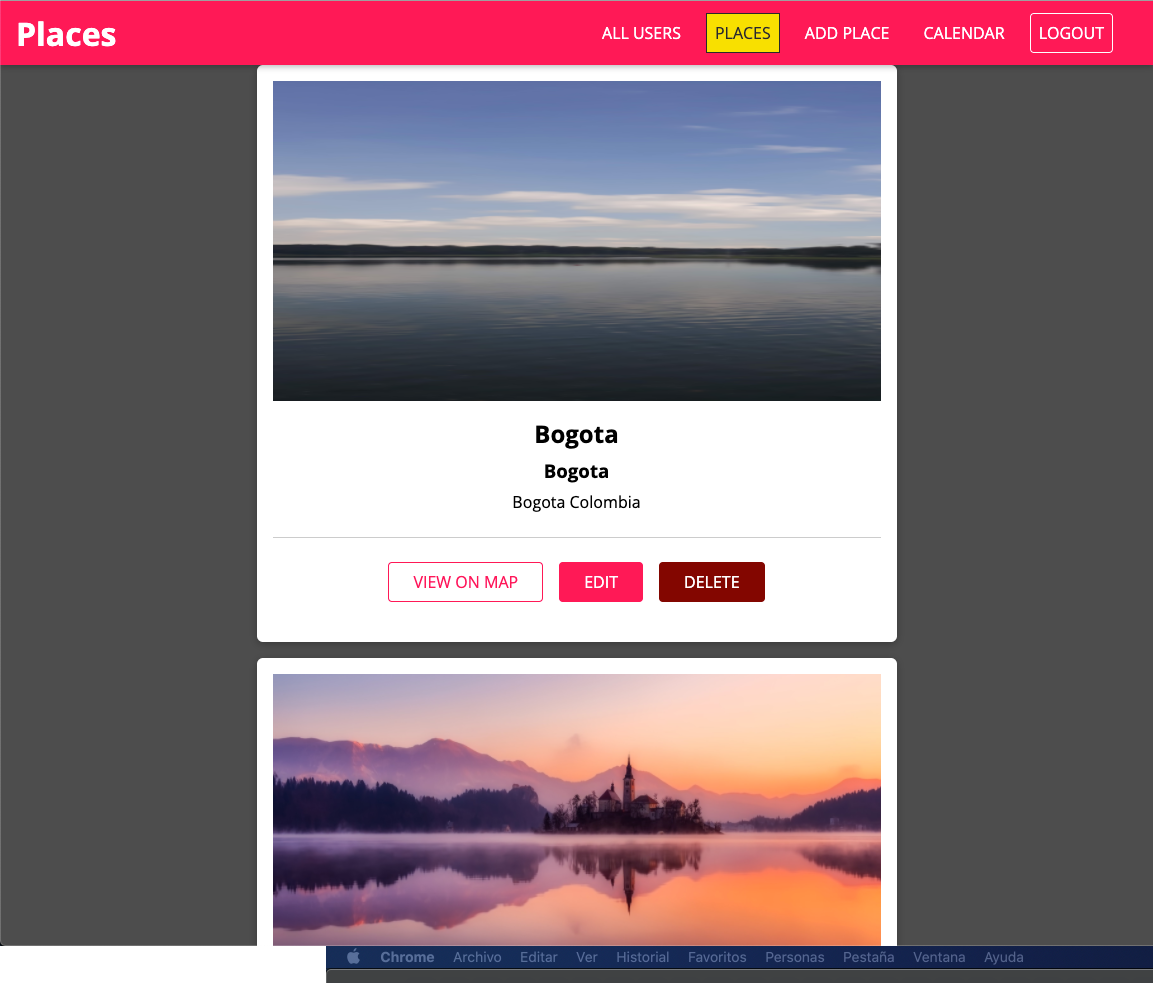 Places ALL USERS PLACES ADD PLACE CALENDAR LOGOUT
Bogota
Bogota
Bogota Colombia
VIEW ON MAP EDIT DELETE
Chrome Archivo Editar Ver Historial Favoritos Personas Pestaña Ventana Ayuda